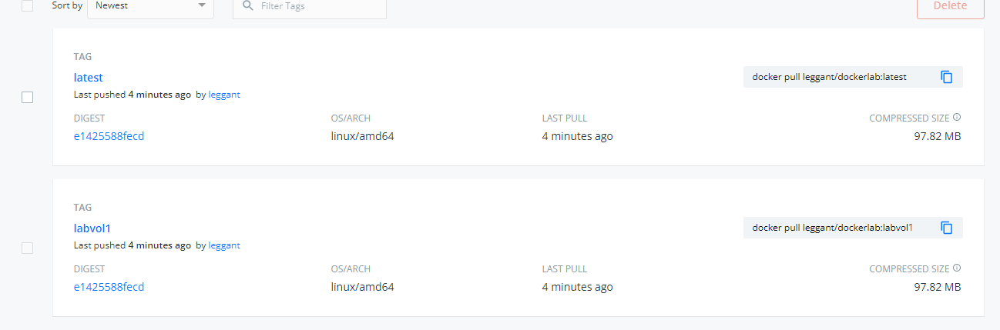 Sort by Newest Filter Tags Delete
TAG
latest
docker pull leggant/dockerlab:latest
Last pushed 4 minutes ago by leggant
DIGEST OS/ARCH LAST PULL COMPRESSED SIZE
e1425588fecd linux/amd64 4 minutes ago 97.82 MB
TAG
labvol1
docker pull leggant/dockerlab:labvol1
Last pushed 4 minutes ago by leggant
DIGEST OS/ARCH LAST PULL COMPRESSED SIZE
e1425588fecd linux/amd64 4 minutes ago 97.82 MB